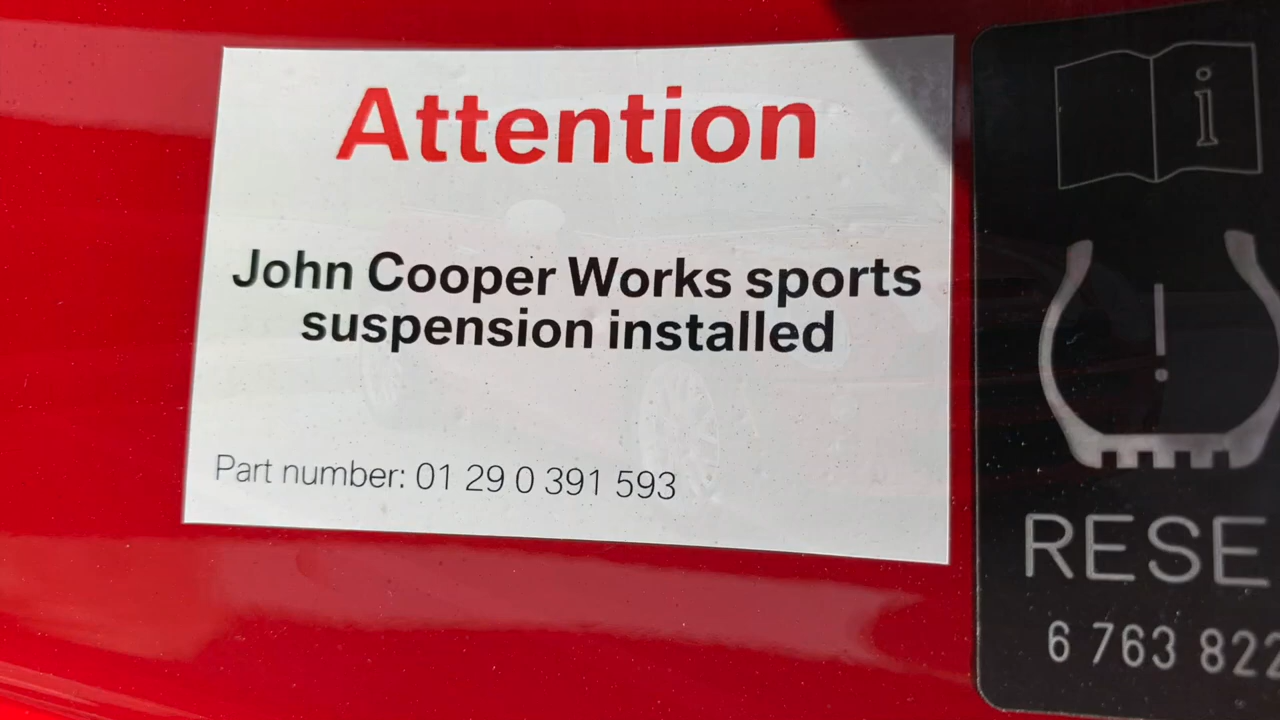 Attention
John Cooper Works sports
suspension installed
Part number: 01 29 0 391 593
i
!
RESE
6 763 822